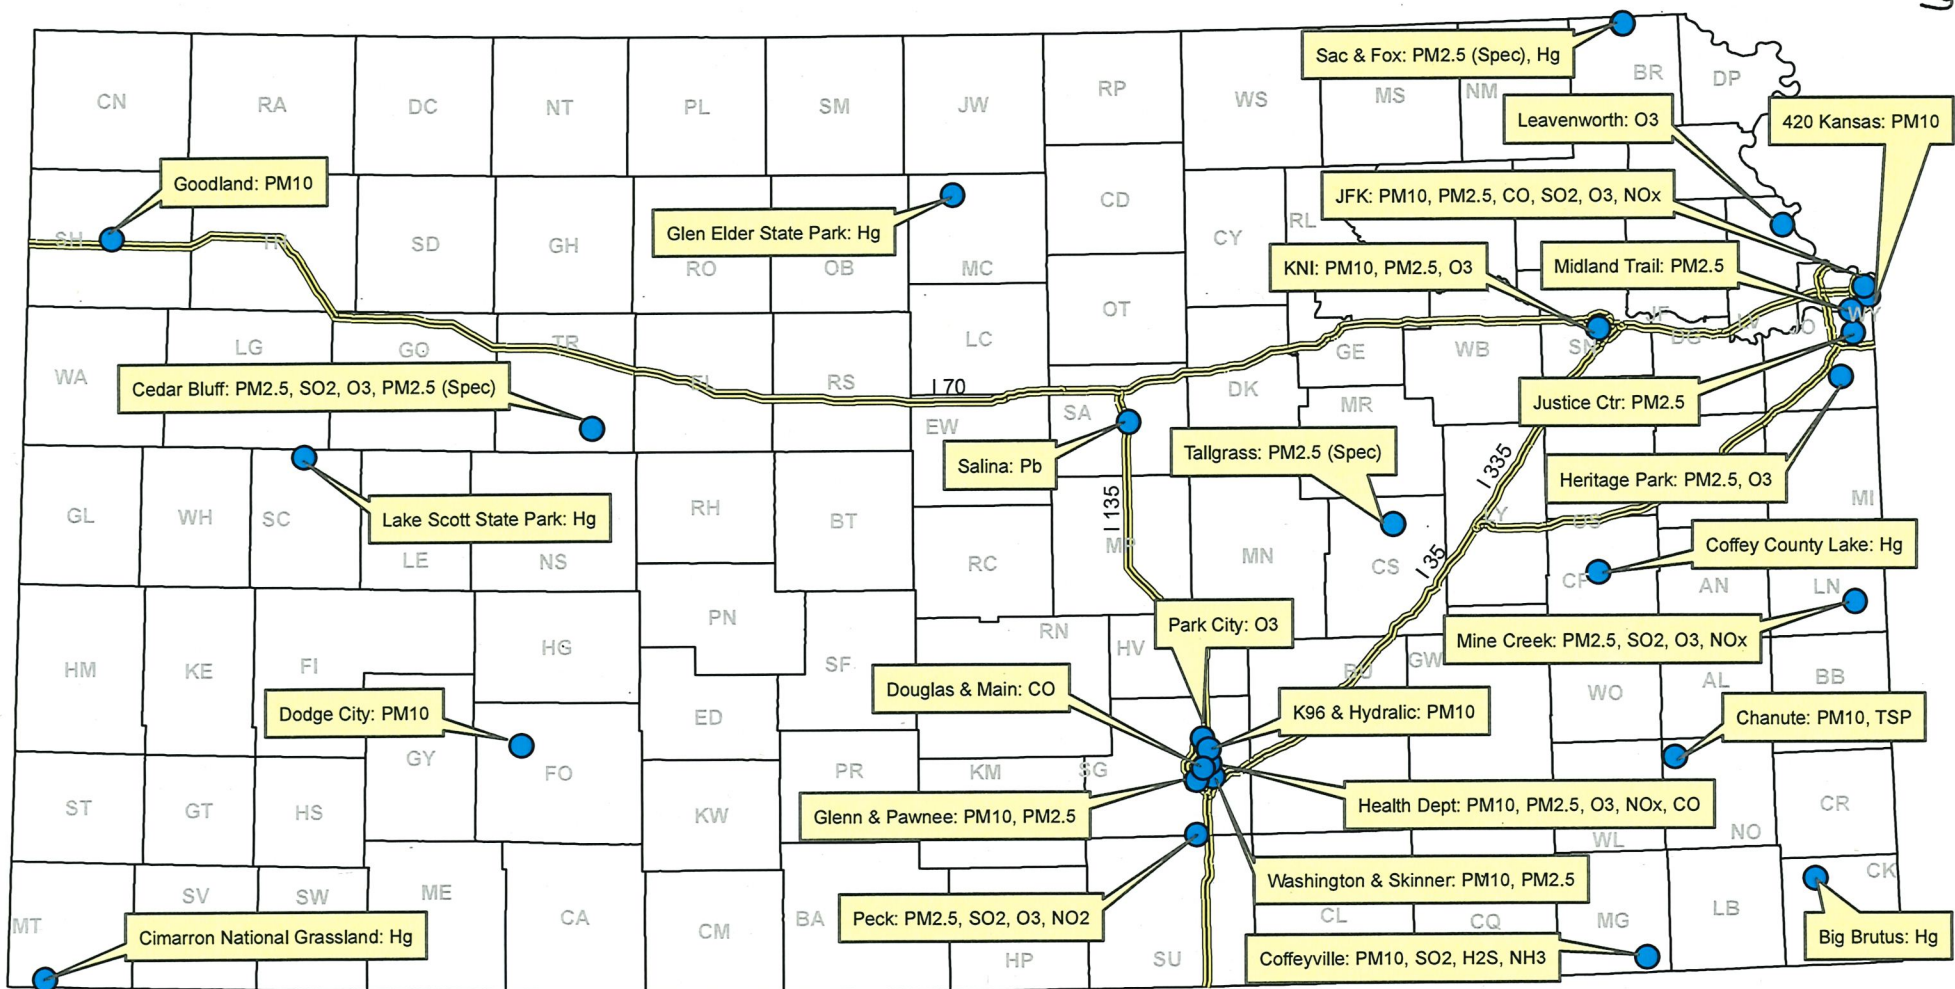 Sac & Fox: PM2.5 (Spec), Hg
BR
DP
CN
RA
DC
NT
PL
SM
JW
RP
WS
MS
NM
Leavenworth: O3
420 Kansas: PM10
Goodland: PM10
JFK: PM10, PM2.5, CO, SO2, O3, NOx
Glen Elder State Park: Hg
CD
RL
CY
SH
SD
GH
RO
OB
MC
KNI: PM10, PM2.5, O3
Midland Trail: PM2.5
OT
JF
LV
JO
WY
LG
GO
TR
LC
GE
WB
SN
DG
WA
Cedar Bluff: PM2.5, SO2, O3, PM2.5 (Spec)
RS
I 70
DK
MR
SA
EW
Justice Ctr: PM2.5
Salina: Pb
Tallgrass: PM2.5 (Spec)
I 335
Heritage Park: PM2.5, O3
MI
GL
WH
SC
Lake Scott State Park: Hg
LE
NS
RH
BT
I 135
LY
OS
RC
MN
CS
I 35
Coffey County Lake: Hg
CF
AN
LN
Park City: O3
PN
RN
HV
Mine Creek: PM2.5, SO2, O3, NOx
HM
KE
FI
HG
SF
BU
GW
WO
AL
BB
Douglas & Main: CO
K96 & Hydralic: PM10
Dodge City: PM10
ED
Chanute: PM10, TSP
GY
FO
PR
KM
SG
ST
GT
HS
KW
Glenn & Pawnee: PM10, PM2.5
Health Dept: PM10, PM2.5, O3, NOx, CO
CR
NO
WL
MT
SV
SW
ME
CA
CM
BA
Washington & Skinner: PM10, PM2.5
CK
Peck: PM2.5, SO2, O3, NO2
CL
CQ
MG
LB
Cimarron National Grassland: Hg
HP
SU
Coffeyville: PM10, SO2, H2S, NH3
Big Brutus: Hg